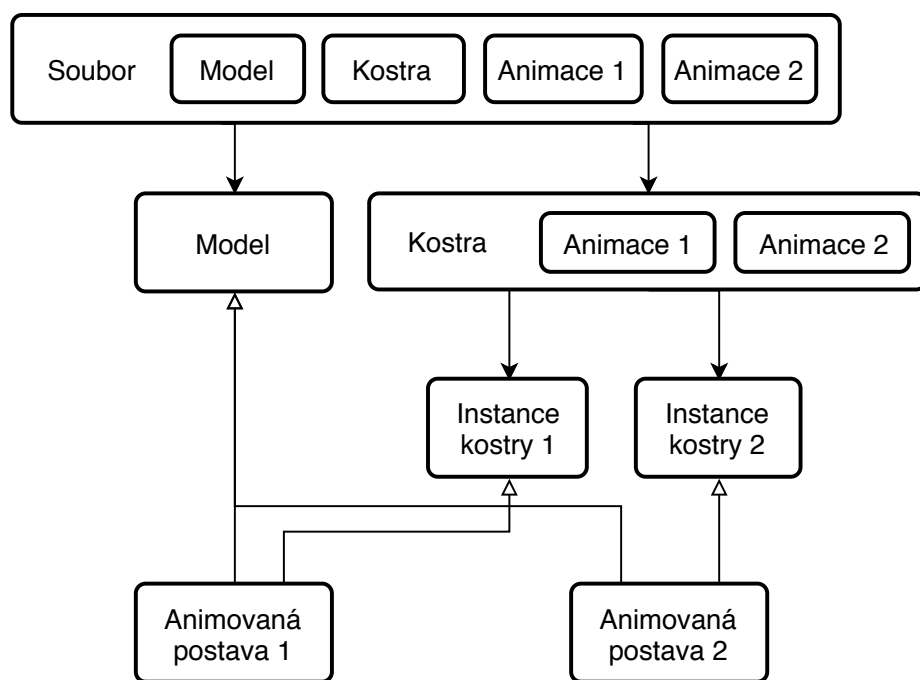 Soubor
Model
Kostra
Animace 1
Animace 2
Model
Kostra
Animace 1
Animace 2
Instance
kostry 1
Instance
kostry 2
Animovaná
postava 1
Animovaná
postava 2